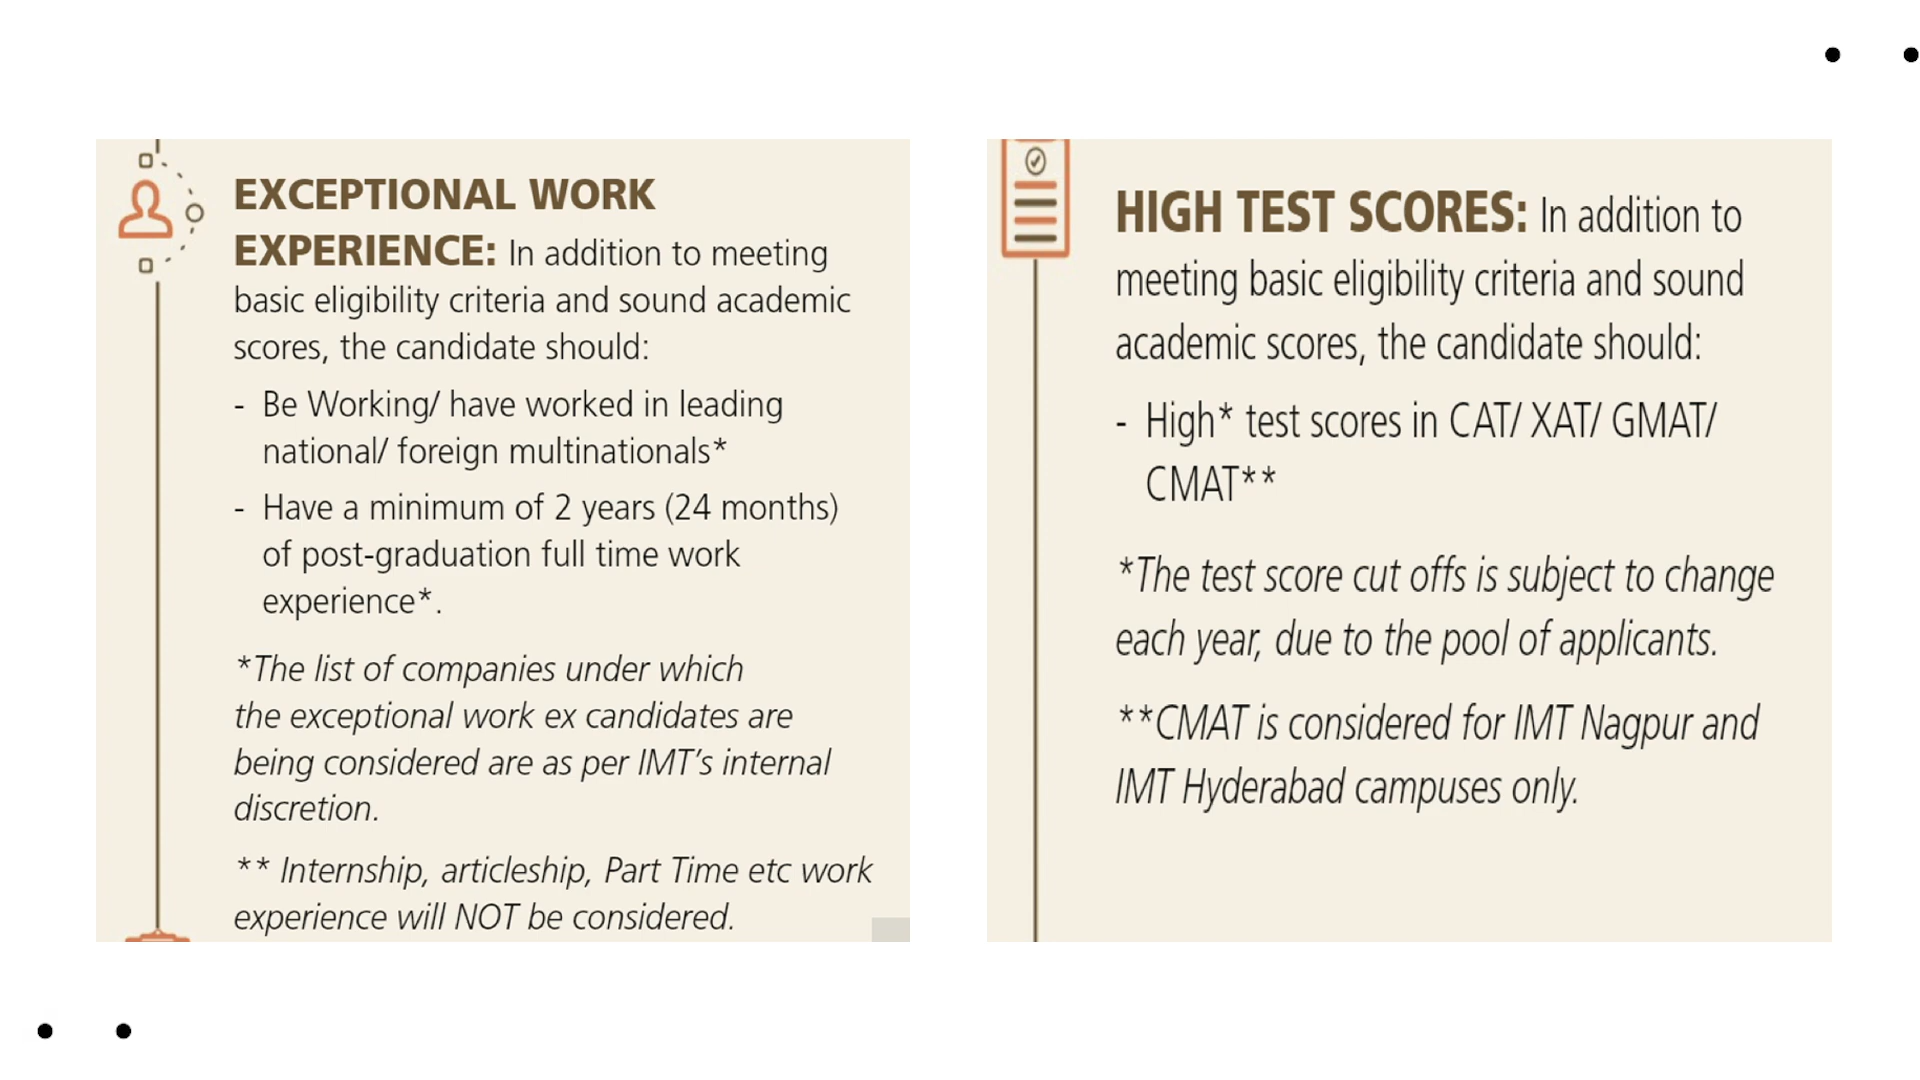 EXCEPTIONAL WORK
EXPERIENCE: In addition to meeting
basic eligibility criteria and sound academic
scores, the candidate should:
- Be Working/ have worked in leading
national/ foreign multinationals*
- Have a minimum of 2 years (24 months)
of post-graduation full time work
experience*.
*The list of companies under which
the exceptional work ex candidates are
being considered are as per IMT’s internal
discretion.
** Internship, articleship, Part Time etc work
experience will NOT be considered.
HIGH TEST SCORES: In addition to
meeting basic eligibility criteria and sound
academic scores, the candidate should:
- High* test scores in CAT/ XAT/ GMAT/
CMAT**
*The test score cut offs is subject to change
each year, due to the pool of applicants.
**CMAT is considered for IMT Nagpur and
IMT Hyderabad campuses only.